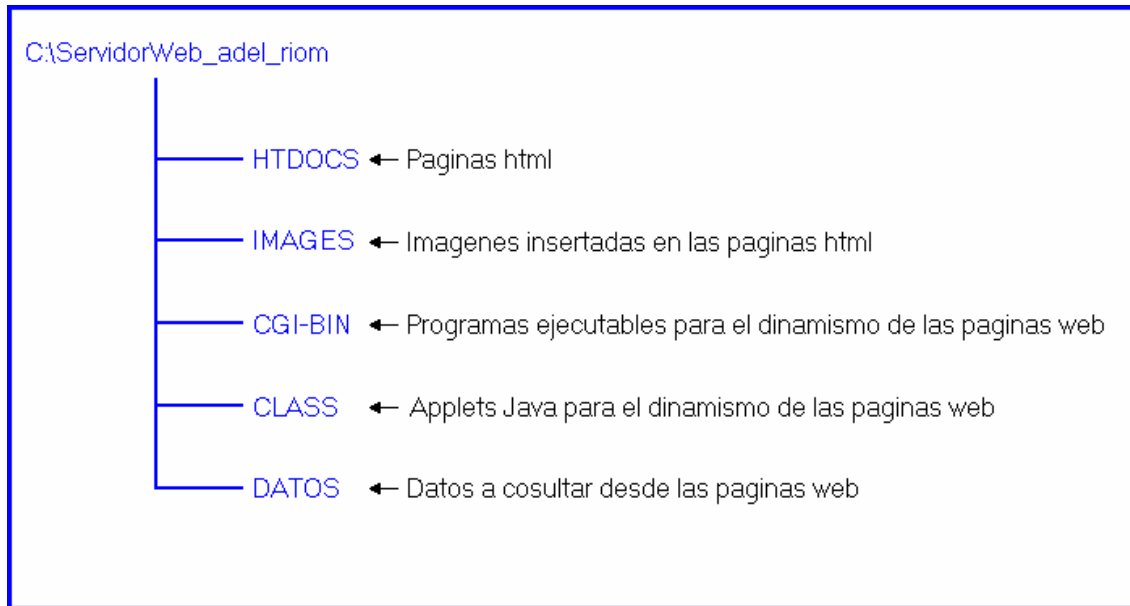 C:\ServidorWeb_adel_riom
HTDOCS ← Paginas html
IMAGES ← Imagenes insertadas en las paginas html
CGI-BIN ← Programas ejecutables para el dinamismo de las paginas web
CLASS ← Applets Java para el dinamismo de las paginas web
DATOS ← Datos a cosultar desde las paginas web